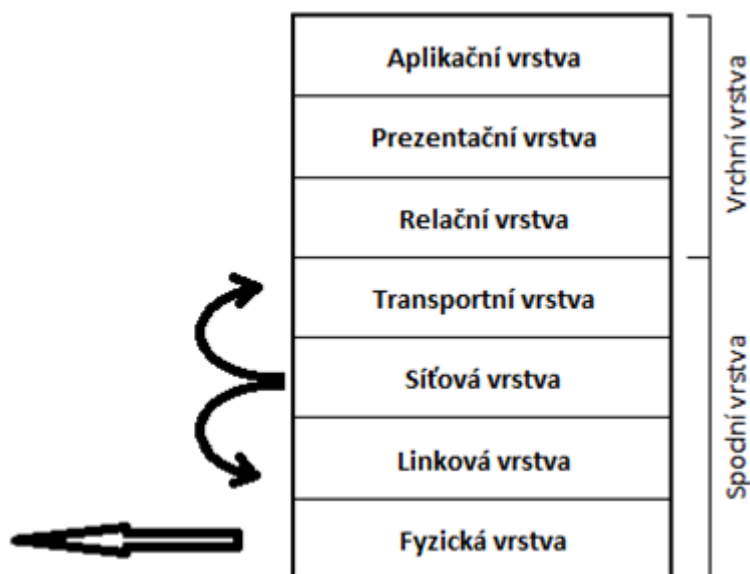 Aplikační vrstva
Prezentační vrstva
Relační vrstva
Transportní vrstva
Síťová vrstva
Linková vrstva
Fyzická vrstva
Vrchní vrstva
Spodní vrstva